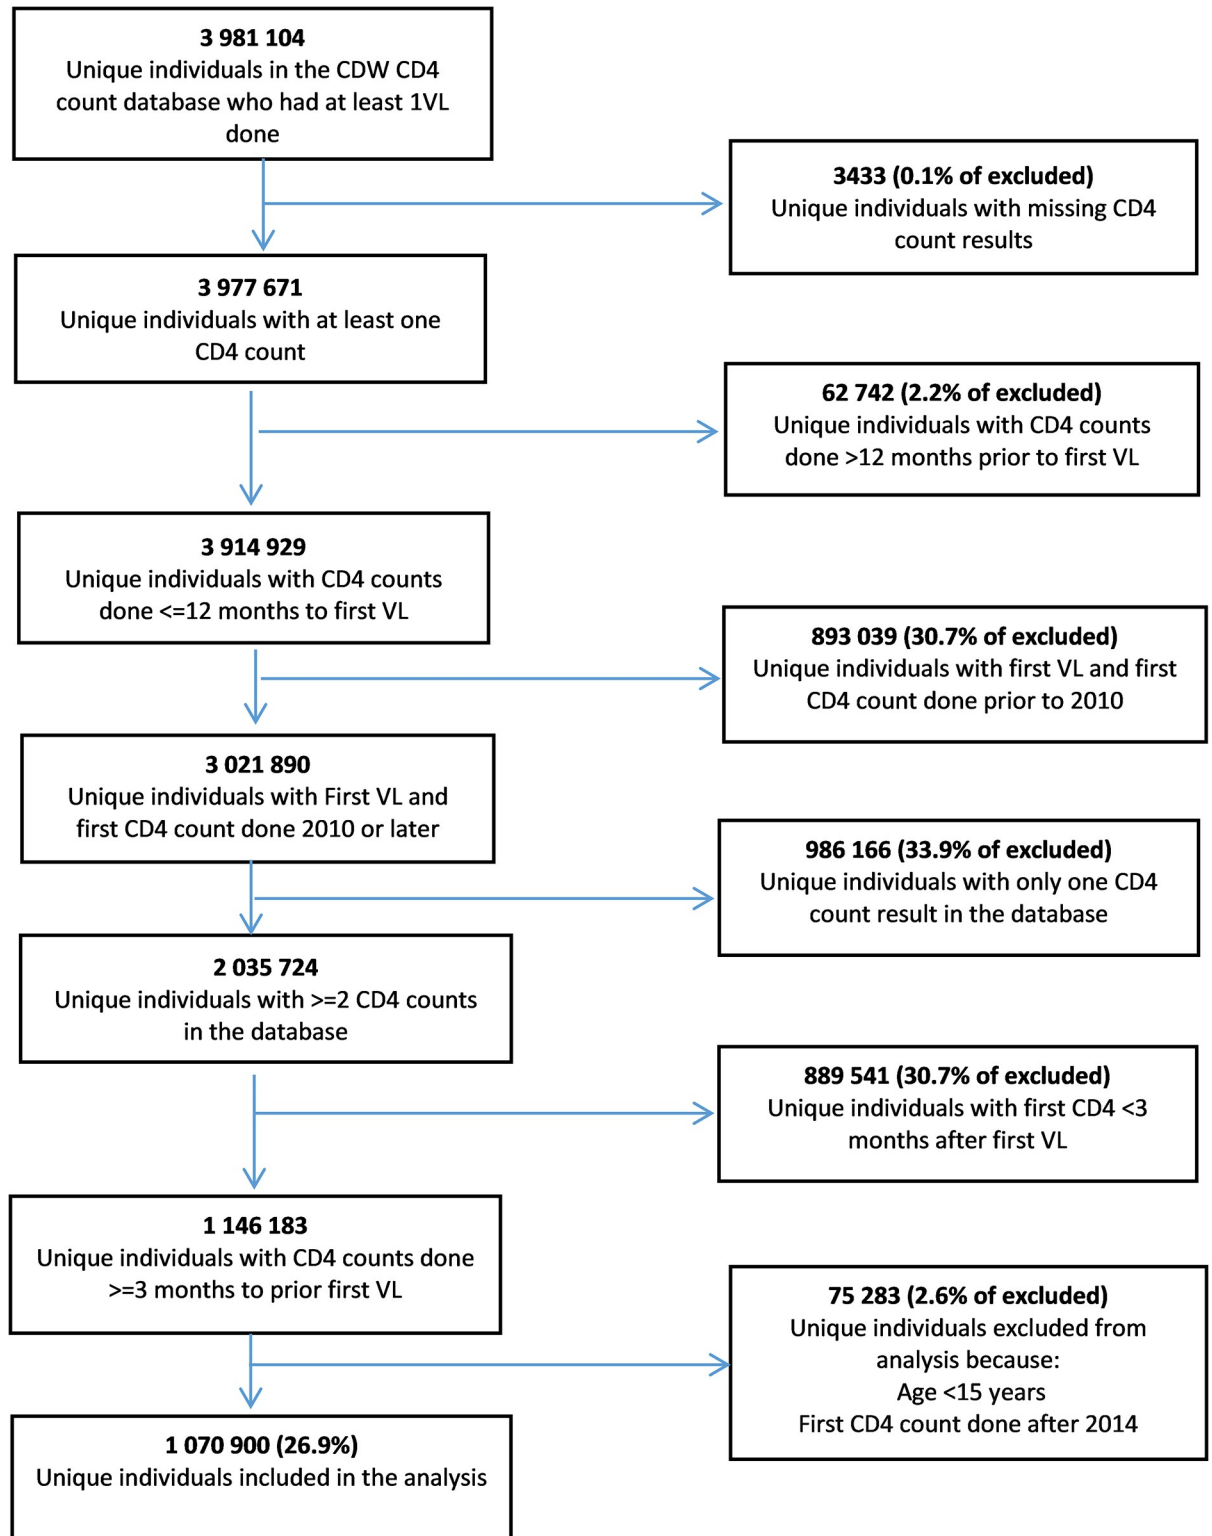 3 981 104
Unique individuals in the CDW CD4
count database who had at least 1VL
done
3433 (0.1% of excluded)
Unique individuals with missing CD4
count results
3 977 671
Unique individuals with at least one
CD4 count
62 742 (2.2% of excluded)
Unique individuals with CD4 counts
done >12 months prior to first VL
3 914 929
Unique individuals with CD4 counts
done <=12 months to first VL
893 039 (30.7% of excluded)
Unique individuals with first VL and first
CD4 count done prior to 2010
3 021 890
Unique individuals with First VL and
first CD4 count done 2010 or later
986 166 (33.9% of excluded)
Unique individuals with only one CD4
count result in the database
2 035 724
Unique individuals with >=2 CD4 counts
in the database
889 541 (30.7% of excluded)
Unique individuals with first CD4 <3
months after first VL
1 146 183
Unique individuals with CD4 counts done
>=3 months to prior first VL
75 283 (2.6% of excluded)
Unique individuals excluded from
analysis because:
Age <15 years
First CD4 count done after 2014
1 070 900 (26.9%)
Unique individuals included in the analysis